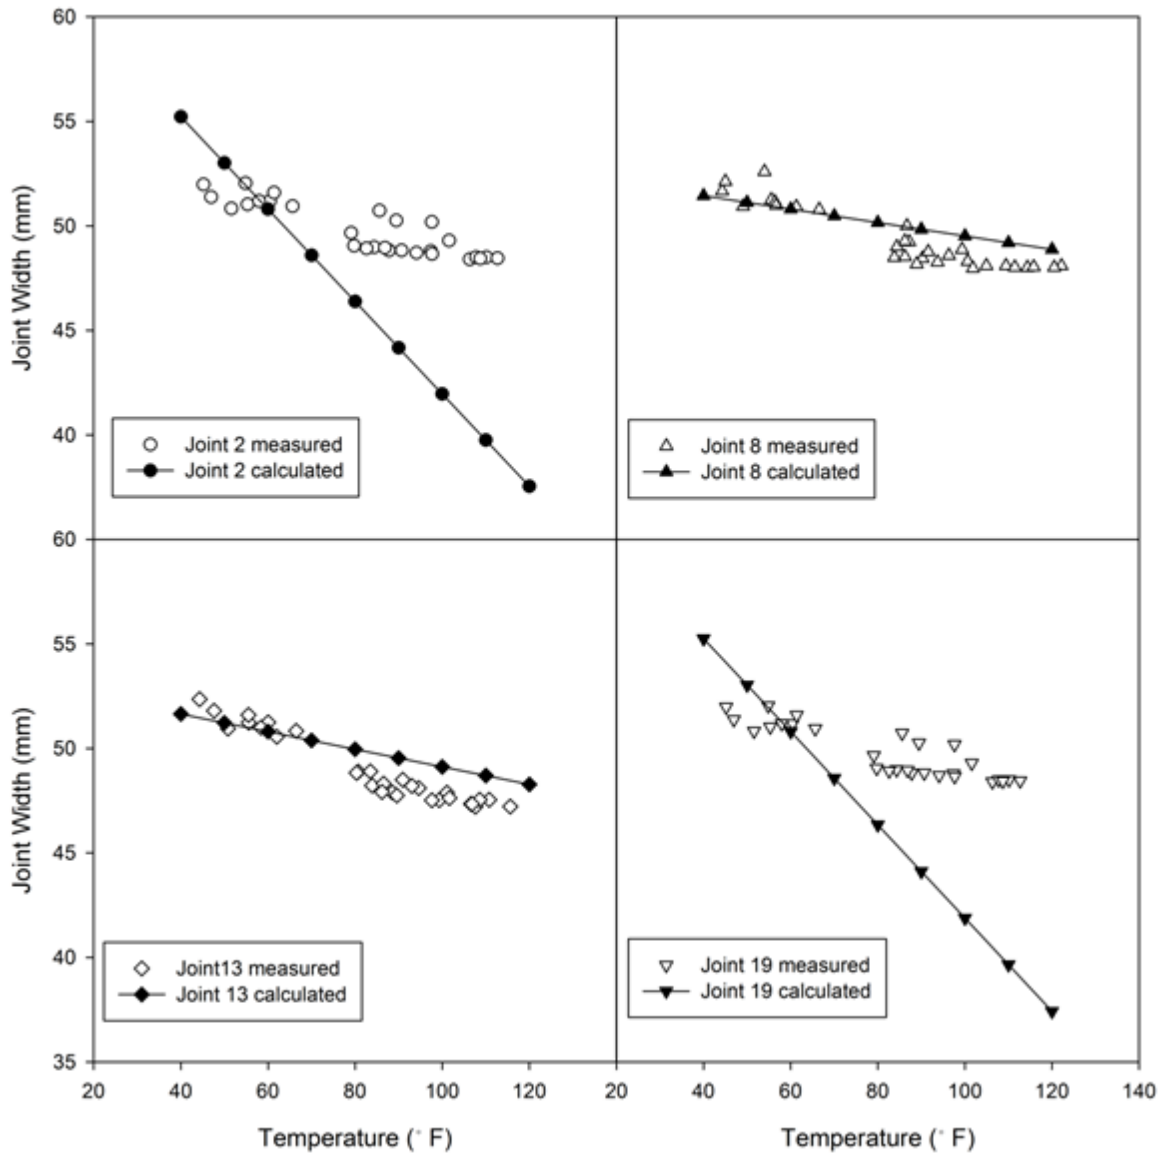 60
55
50
45
40
Joint Width (mm)
Joint 2 measured
Joint 2 calculated
Joint 8 measured
Joint 8 calculated
60
55
50
45
40
35
Joint Width (mm)
Joint13 measured
Joint 13 calculated
Joint 19 measured
Joint 19 calculated
20 40 60 80 100 120 20 40 60 80 100 120 140
Temperature (° F) Temperature (° F)